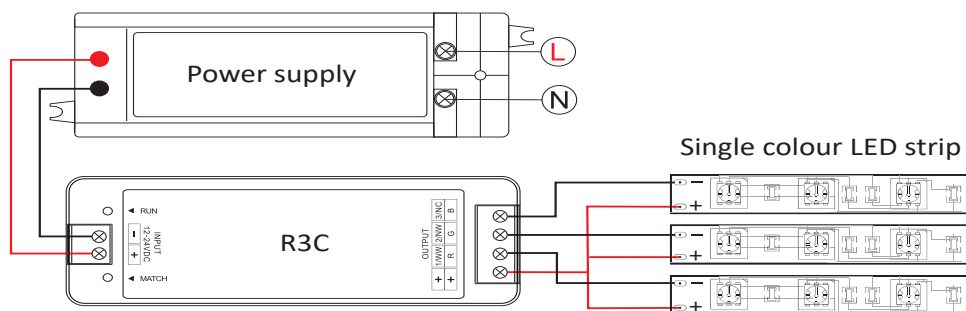 L
Power supply
N
Single colour LED strip
RUN
INPUT
12-24VDC
− +
MATCH
R3C
OUTPUT
+ 1/WW 2/NW 3/NC
+ R G B
−
+
−
+
−
+